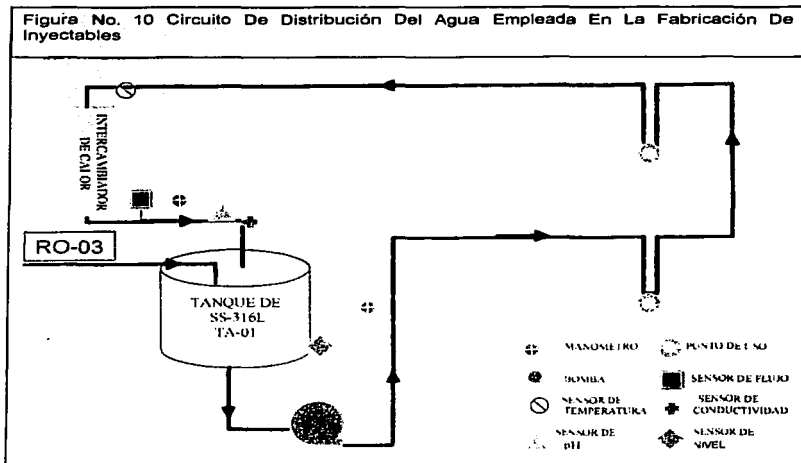 Figura No. 10 Circuito De Distribución Del Agua Empleada En La Fabricación De
Inyectables
INTERCAMBIADOR
DE CALOR
RO-03
TANQUE DE
SS-316L
TA-01
MANOMETRO
PUNTO DE USO
BOMBA
SENSOR DE FLUJO
SENSOR DE
TEMPERATURA
SENSOR DE
CONDUCTIVIDAD
SENSOR DE
pH
SENSOR DE
NIVEL